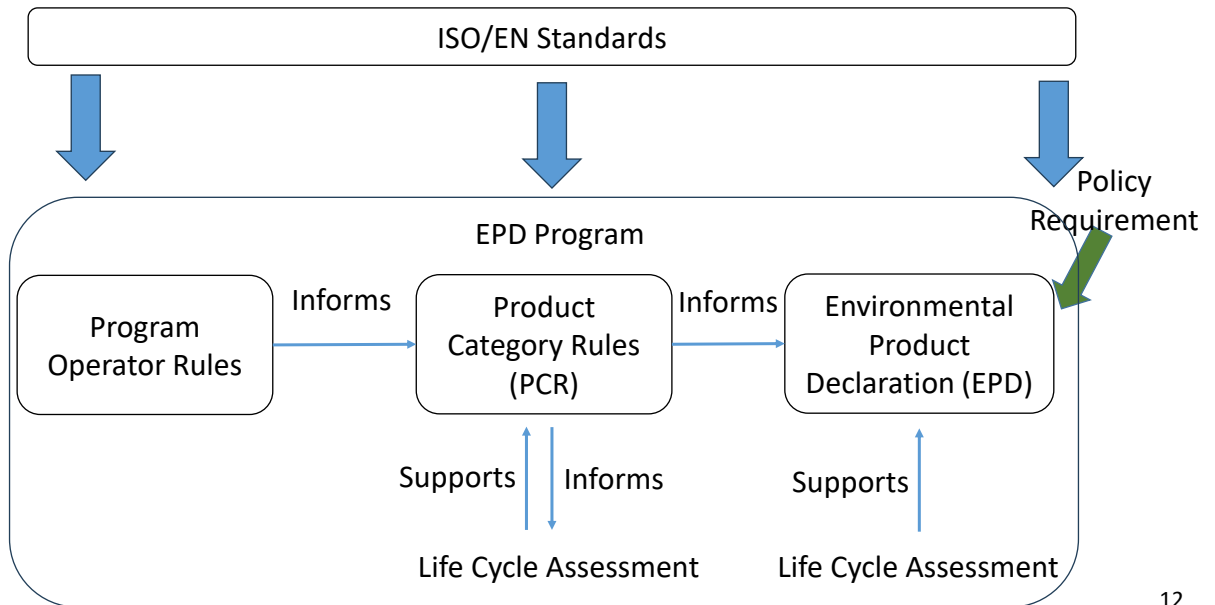 ISO/EN Standards
Policy
Requirement
EPD Program
Program
Operator Rules
Informs
Product
Category Rules
(PCR)
Informs
Environmental
Product
Declaration (EPD)
Supports
Informs
Supports
Life Cycle Assessment
Life Cycle Assessment
12